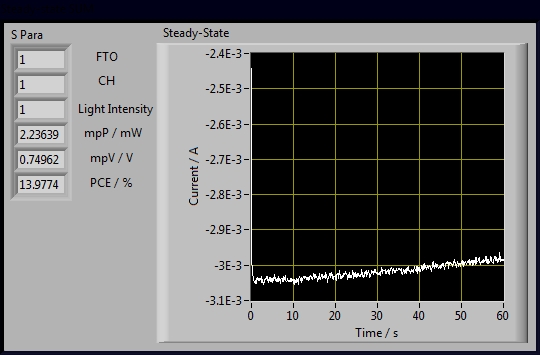 S Para
1 FTO
1 CH
1 Light Intensity
2.23639 mpP / mW
0.74962 mpV / V
13.9774 PCE / %
Steady-State
Current / A
-2.4E-3
-2.5E-3
-2.6E-3
-2.7E-3
-2.8E-3
-2.9E-3
-3E-3
-3.1E-3
0 10 20 30 40 50 60
Time / s